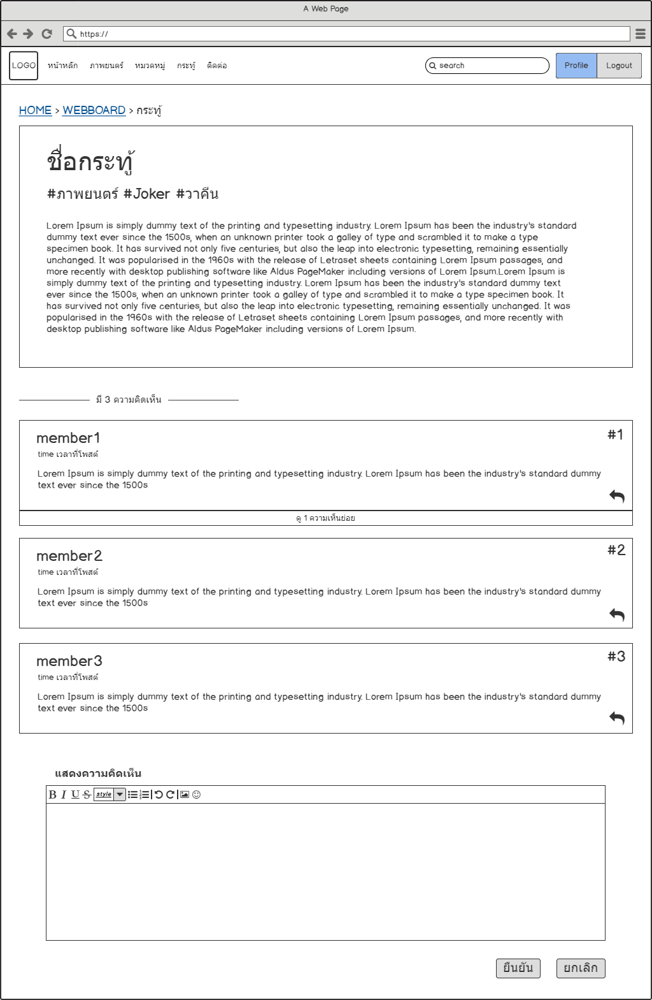 A Web Page
https://
LOGO หน้าหลัก ภาพยนตร์ หมวดหมู่ กระทู้ ติดต่อ search Profile Logout
HOME > WEBBOARD > กระทู้
ชื่อกระทู้
#ภาพยนตร์ #Joker #วาคีน
Lorem Ipsum is simply dummy text of the printing and typesetting industry. Lorem Ipsum has been the industry's standard
dummy text ever since the 1500s, when an unknown printer took a galley of type and scrambled it to make a type
specimen book. It has survived not only five centuries, but also the leap into electronic typesetting, remaining essentially
unchanged. It was popularised in the 1960s with the release of Letraset sheets containing Lorem Ipsum passages, and
more recently with desktop publishing software like Aldus PageMaker including versions of Lorem Ipsum.Lorem Ipsum is
simply dummy text of the printing and typesetting industry. Lorem Ipsum has been the industry's standard dummy text
ever since the 1500s, when an unknown printer took a galley of type and scrambled it to make a type specimen book. It
has survived not only five centuries, but also the leap into electronic typesetting, remaining essentially unchanged. It was
popularised in the 1960s with the release of Letraset sheets containing Lorem Ipsum passages, and more recently with
desktop publishing software like Aldus PageMaker including versions of Lorem Ipsum.
มี 3 ความคิดเห็น
member1 #1
time เวลาที่โพสต์
Lorem Ipsum is simply dummy text of the printing and typesetting industry. Lorem Ipsum has been the industry's standard dummy
text ever since the 1500s
ดู 1 ความเห็นย่อย
member2 #2
time เวลาที่โพสต์
Lorem Ipsum is simply dummy text of the printing and typesetting industry. Lorem Ipsum has been the industry's standard dummy
text ever since the 1500s
member3 #3
time เวลาที่โพสต์
Lorem Ipsum is simply dummy text of the printing and typesetting industry. Lorem Ipsum has been the industry's standard dummy
text ever since the 1500s
แสดงความคิดเห็น
B I U S style
ยืนยัน ยกเลิก